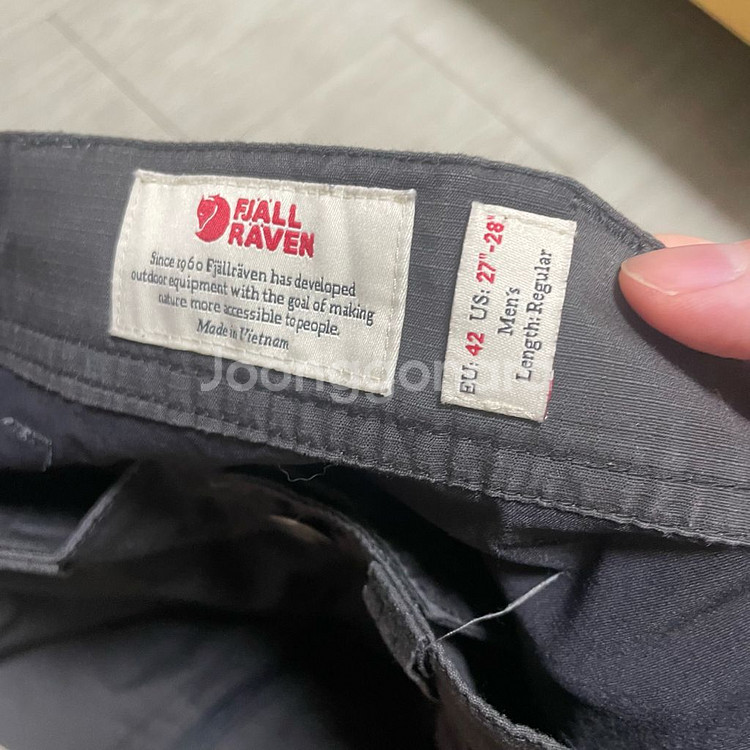 FJÄLL
RÄVEN
Since 1960 Fjällräven has developed
outdoor equipment with the goal of making
nature more accessible to people.
Made in Vietnam
EU: 42 US: 27"-28"
Men's
Length: Regular